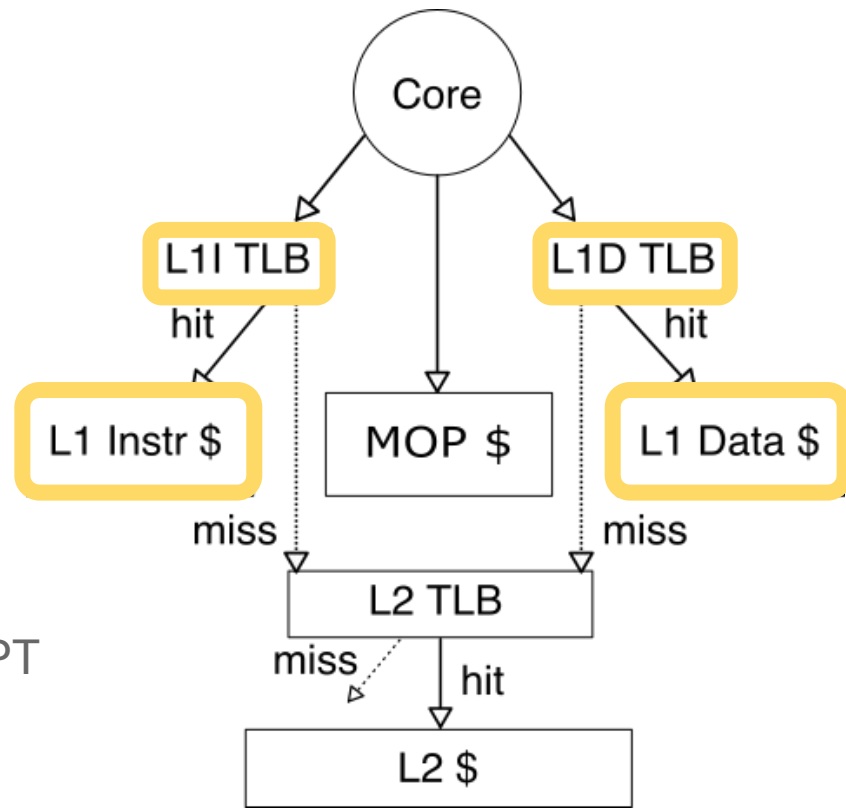 Core
L1I TLB
L1D TLB
hit
hit
L1 Instr $
MOP $
L1 Data $
miss
miss
L2 TLB
PT
miss
hit
L2 $